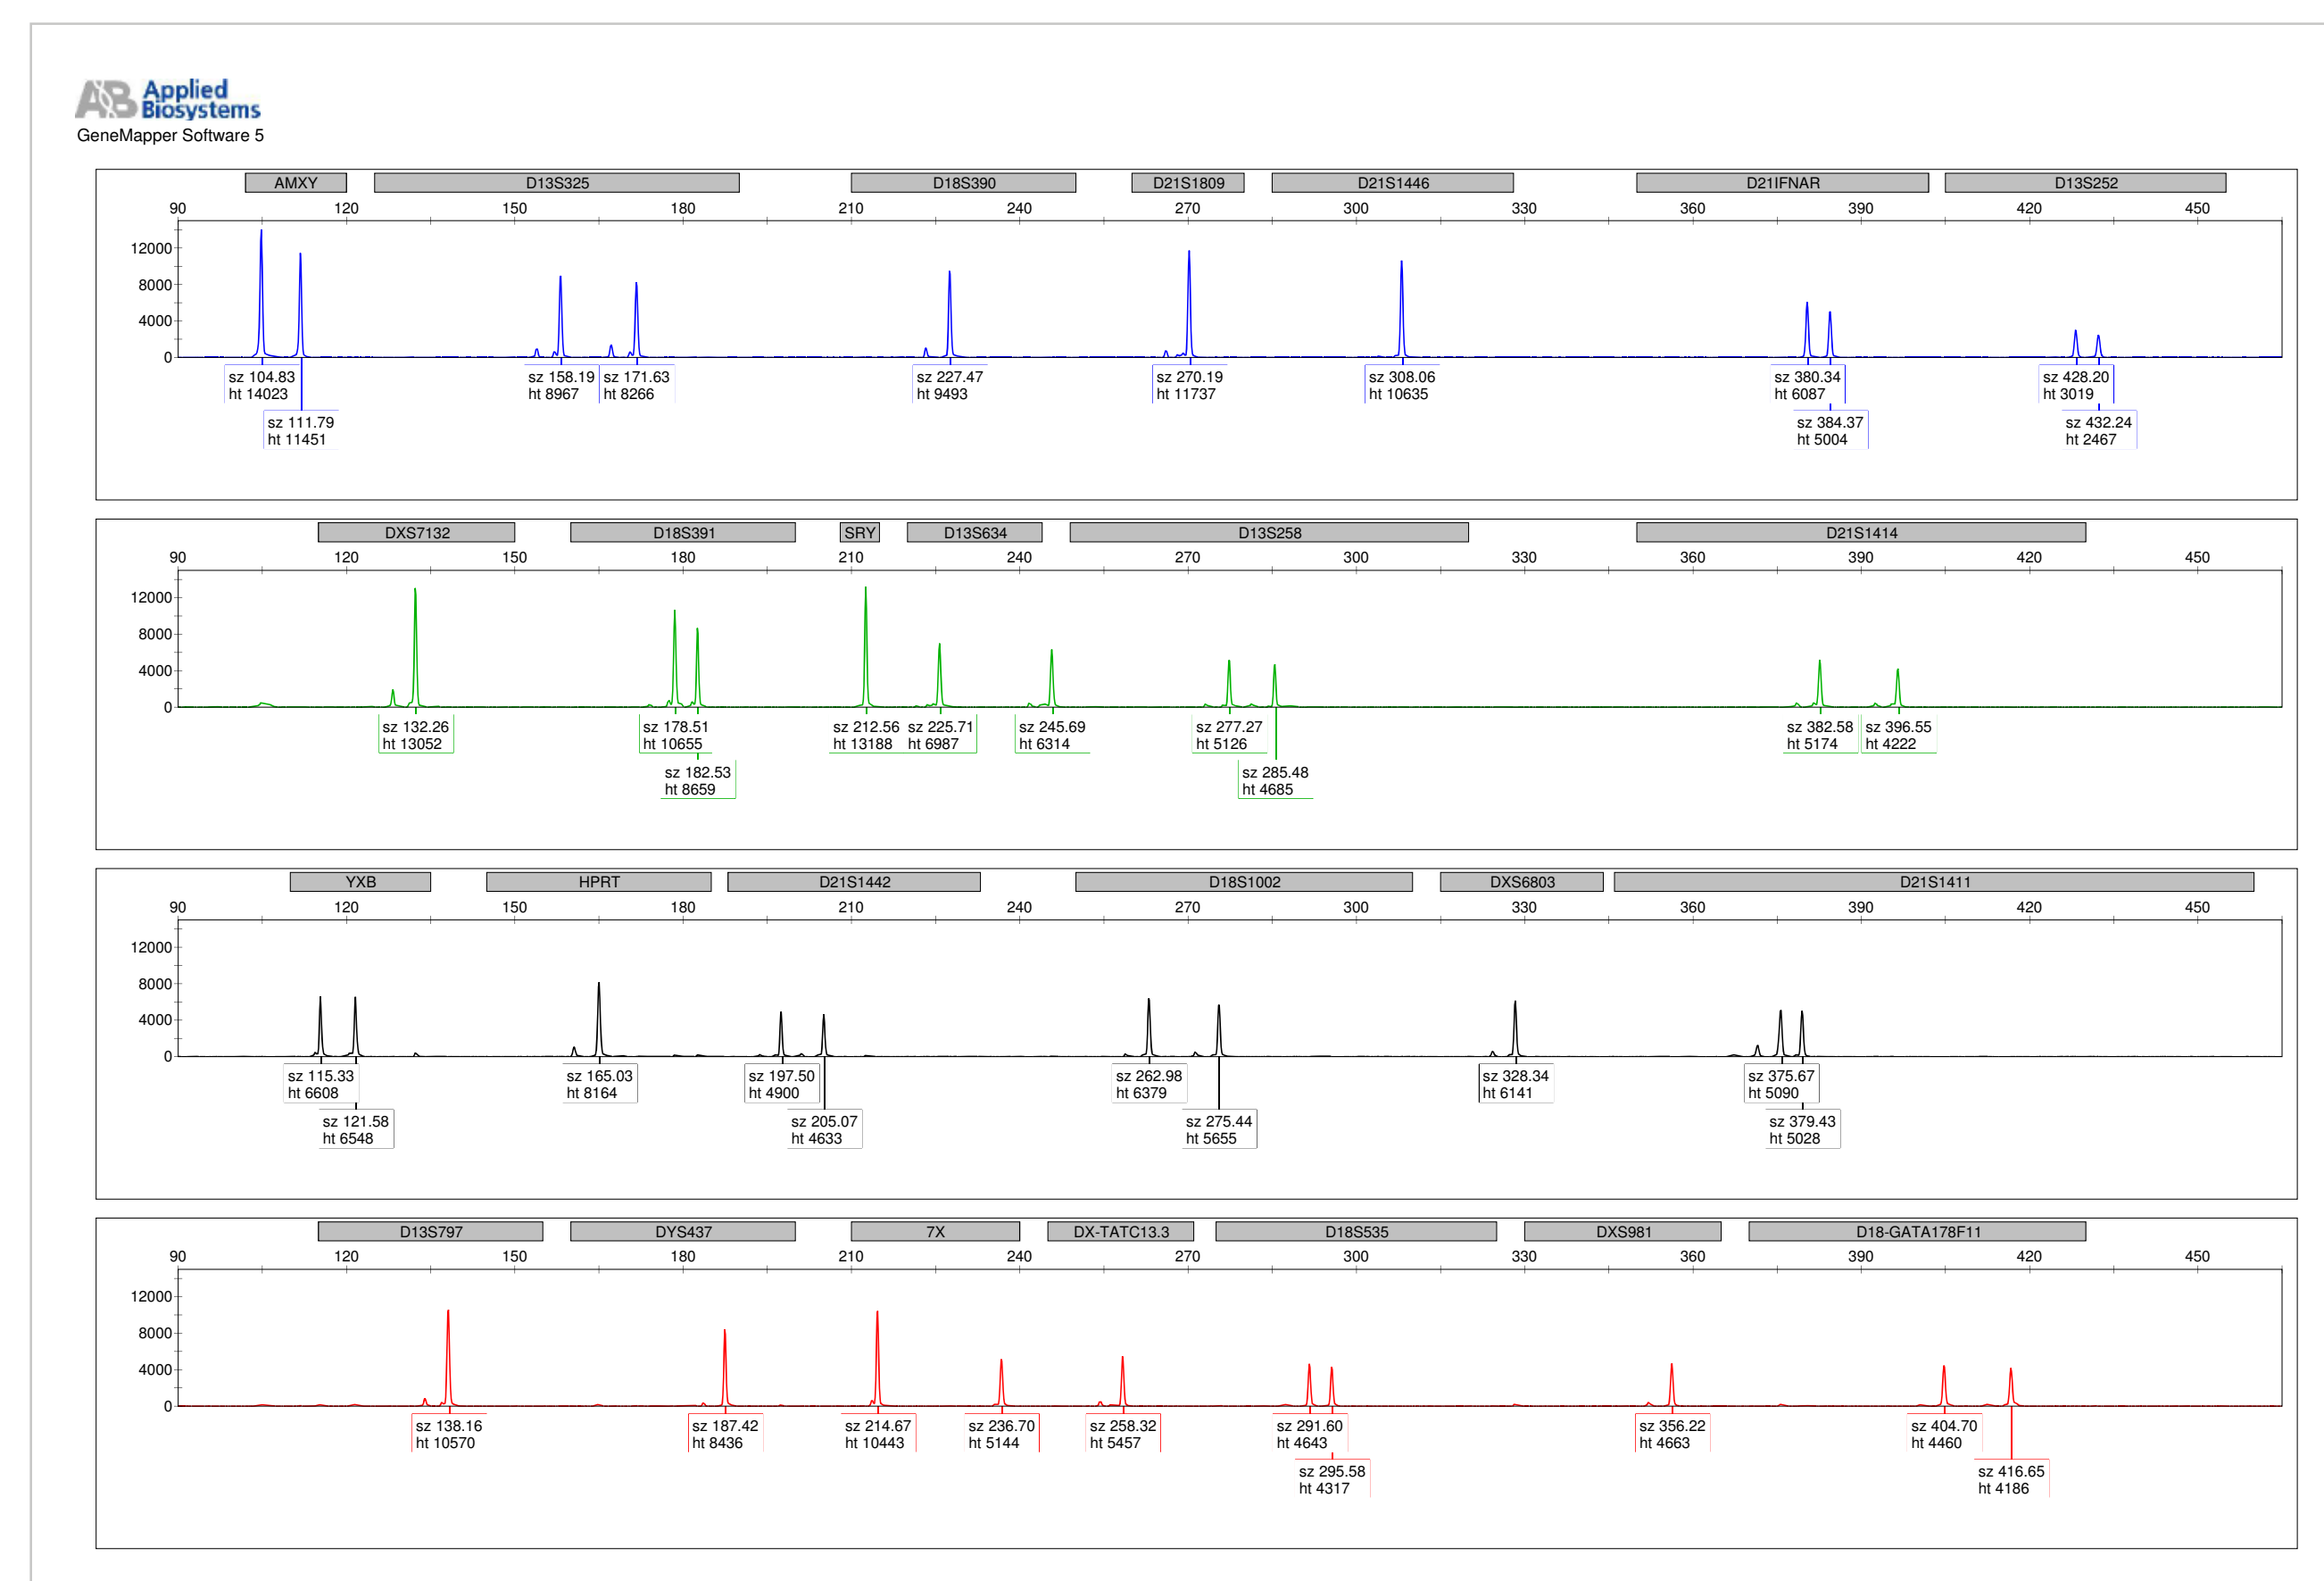 AB Applied
Biosystems
GeneMapper Software 5
AMXY D13S325 D18S390 D21S1809 D21S1446 D21IFNAR D13S252
90 120 150 180 210 240 270 300 330 360 390 420 450
12000
8000
4000
0
sz 104.83 sz 158.19 sz 171.63 sz 227.47 sz 270.19 sz 308.06 sz 380.34 sz 428.20
ht 14023 ht 8967 ht 8266 ht 9493 ht 11737 ht 10635 ht 6087 ht 3019
sz 111.79 sz 384.37 sz 432.24
ht 11451 ht 5004 ht 2467
DXS7132 D18S391 SRY D13S634 D13S258 D21S1414
90 120 150 180 210 240 270 300 330 360 390 420 450
12000
8000
4000
0
sz 132.26 sz 178.51 sz 212.56 sz 225.71 sz 245.69 sz 277.27 sz 382.58 sz 396.55
ht 13052 ht 10655 ht 13188 ht 6987 ht 6314 ht 5126 ht 5174 ht 4222
sz 182.53 sz 285.48
ht 8659 ht 4685
YXB HPRT D21S1442 D18S1002 DXS6803 D21S1411
90 120 150 180 210 240 270 300 330 360 390 420 450
12000
8000
4000
0
sz 115.33 sz 165.03 sz 197.50 sz 262.98 sz 328.34 sz 375.67
ht 6608 ht 8164 ht 4900 ht 6379 ht 6141 ht 5090
sz 121.58 sz 205.07 sz 275.44 sz 379.43
ht 6548 ht 4633 ht 5655 ht 5028
D13S797 DYS437 7X DX-TATC13.3 D18S535 DXS981 D18-GATA178F11
90 120 150 180 210 240 270 300 330 360 390 420 450
12000
8000
4000
0
sz 138.16 sz 187.42 sz 214.67 sz 236.70 sz 258.32 sz 291.60 sz 356.22 sz 404.70
ht 10570 ht 8436 ht 10443 ht 5144 ht 5457 ht 4643 ht 4663 ht 4460
sz 295.58 sz 416.65
ht 4317 ht 4186